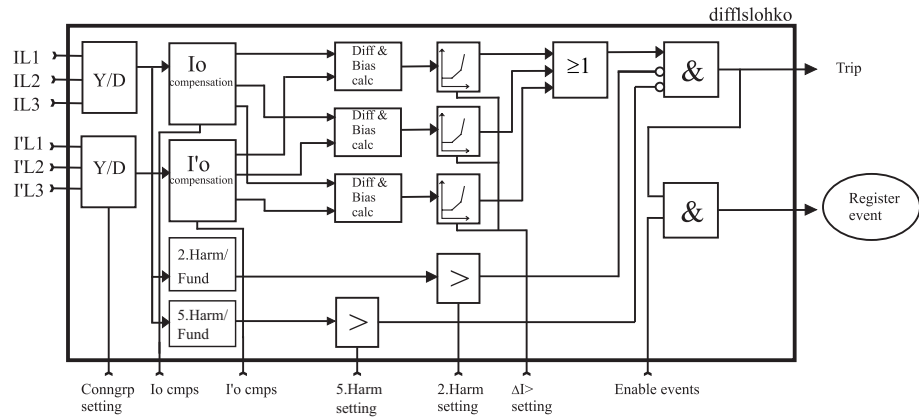 difflslohko
IL1
IL2
IL3
Y/D
Io
compensation
Diff &
Bias
calc
≥1
&
Trip
I'L1
I'L2
I'L3
Y/D
I'o
compensation
Diff &
Bias
calc
Diff &
Bias
calc
&
Register
event
2.Harm/
Fund
>
5.Harm/
Fund
>
Conngrp
setting
Io cmps
I'o cmps
5.Harm
setting
2.Harm
setting
ΔI>
setting
Enable events